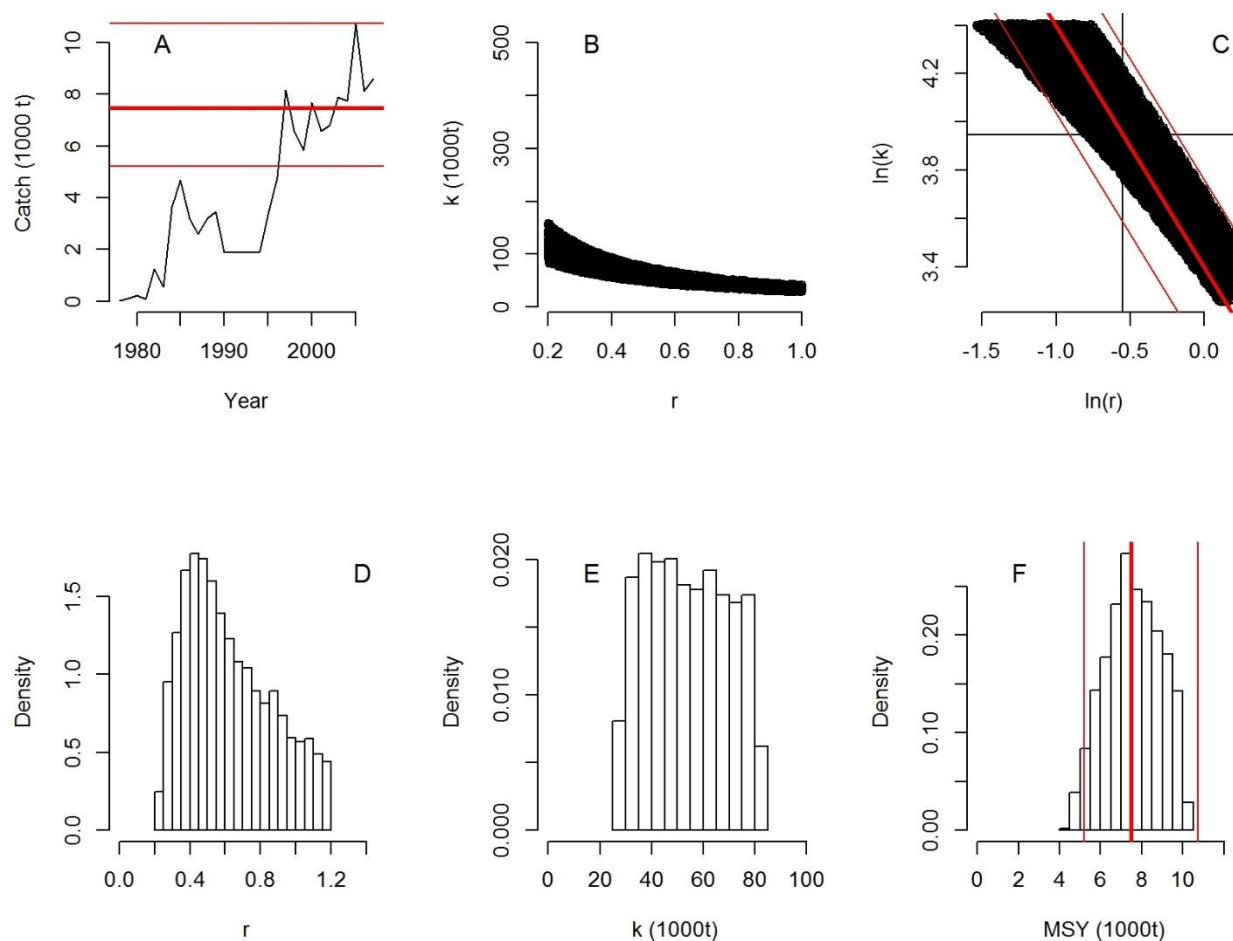 A
Catch (1000 t)
0 2 4 6 8 10
1980 1990 2000
Year
B
k (1000t)
0 100 300 500
0.2 0.4 0.6 0.8 1.0
r
C
ln(k)
3.4 3.8 4.2
-1.5 -1.0 -0.5 0.0
ln(r)
D
Density
0.0 0.5 1.0 1.5
0.0 0.4 0.8 1.2
r
E
Density
0.000 0.010 0.020
0 20 40 60 80 100
k (1000t)
F
Density
0.00 0.10 0.20
0 2 4 6 8 10
MSY (1000t)